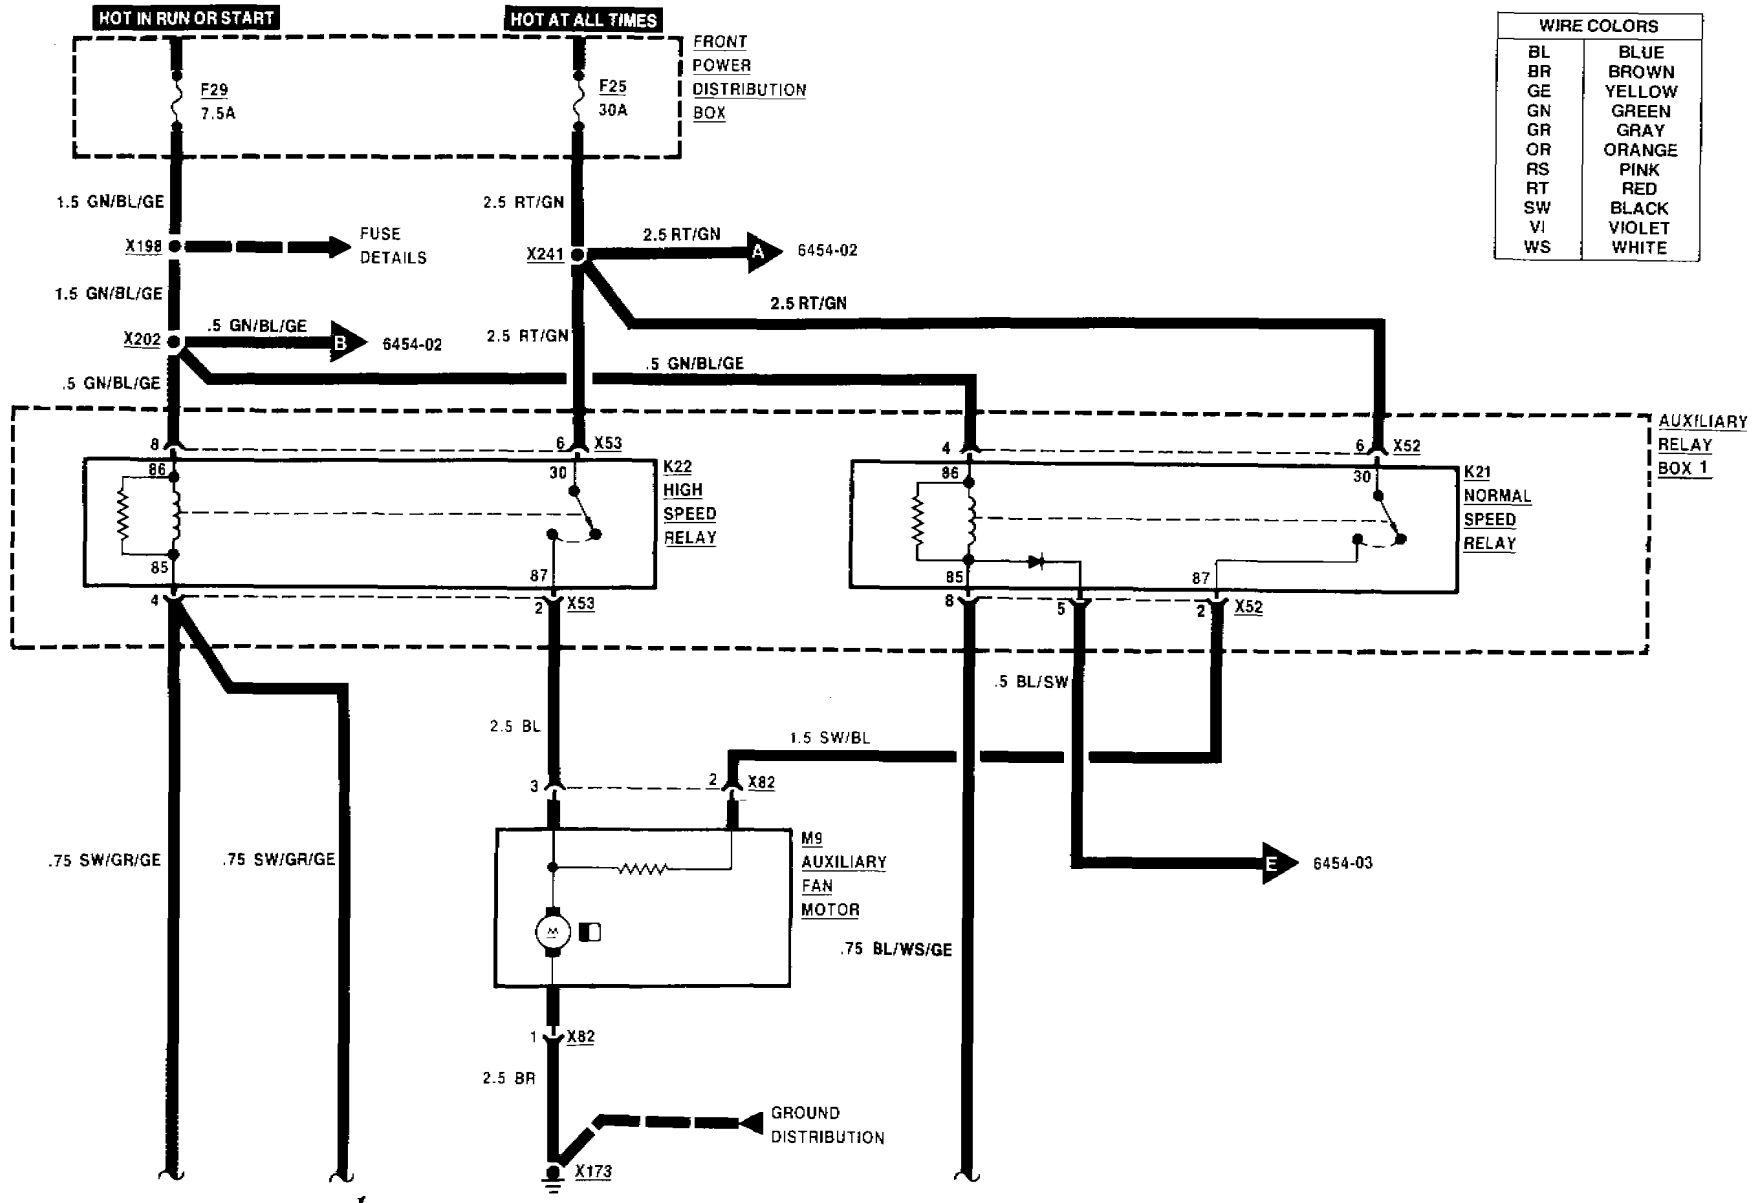 HOT IN RUN OR START
HOT AT ALL TIMES
FRONT
POWER
DISTRIBUTION
BOX
F29
7.5A
F25
30A
WIRE COLORS
BL BLUE
BR BROWN
GE YELLOW
GN GREEN
GR GRAY
OR ORANGE
RS PINK
RT RED
SW BLACK
VI VIOLET
WS WHITE
1.5 GN/BL/GE
2.5 RT/GN
X198
FUSE
DETAILS
X241
2.5 RT/GN
A
6454-02
1.5 GN/BL/GE
2.5 RT/GN
X202
.5 GN/BL/GE
B
6454-02
2.5 RT/GN
.5 GN/BL/GE
.5 GN/BL/GE
AUXILIARY
RELAY
BOX 1
8
6
X53
4
6
X52
86
30
K22
HIGH
SPEED
RELAY
86
30
K21
NORMAL
SPEED
RELAY
85
87
85
87
4
2
X53
8
5
2
X52
.5 BL/SW
2.5 BL
1.5 SW/BL
3
2
X82
M9
AUXILIARY
FAN
MOTOR
M
.75 SW/GR/GE
.75 SW/GR/GE
E
6454-03
.75 BL/WS/GE
1
X82
2.5 BR
GROUND
DISTRIBUTION
X173